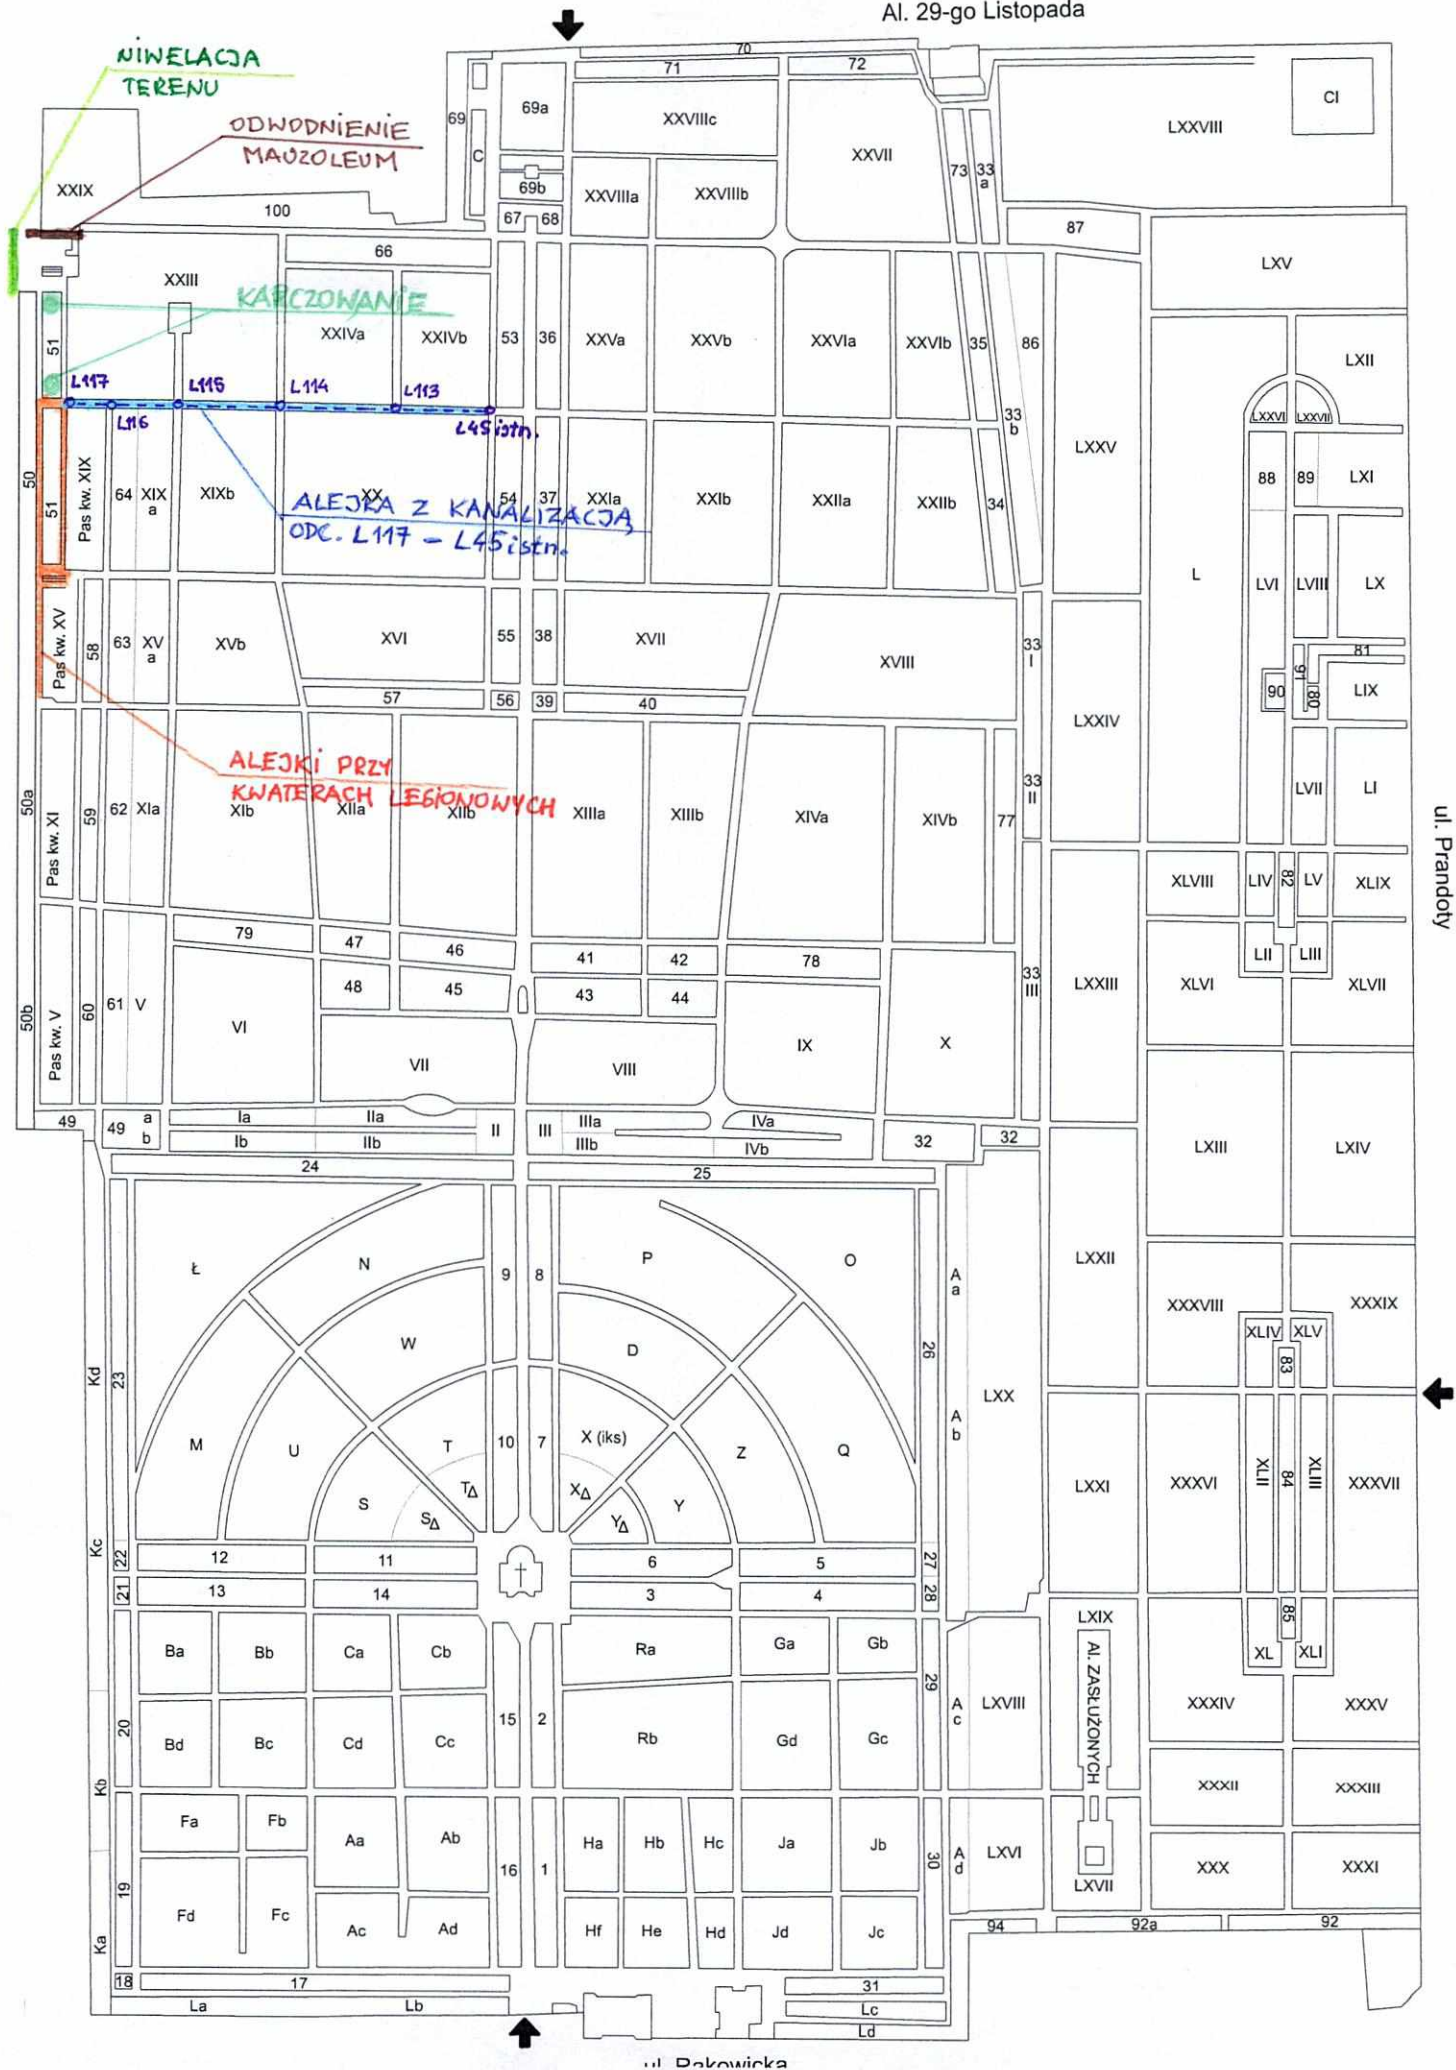 Al. 29-go Listopada
NIWELACJA
TERENU
ODWODNIENIE
MAUZOLEUM
70
71
72
69
69a
C
69b
67
68
XXVIIIc
XXVIIIa
XXVIIIb
XXVII
73
33
a
LXXVIII
CI
XXIX
100
87
LXV
66
XXIII
KARCZOWANIE
XXIVa
XXIVb
53
36
XXVa
XXVb
XXVIa
XXVIb
35
86
33
b
51
L117
L115
L114
L113
L116
L45 istn.
LXII
LXXVI
LXXVII
LXXV
88
89
LXI
50
51
Pas kw. XIX
64
XIX
a
XIXb
XX
54
37
XXIa
XXIb
XXIIa
XXIIb
34
ALEJKA Z KANALIZACJĄ
ODC. L117 - L45 istn.
L
LVI
LVIII
LX
Pas kw. XV
58
63
XV
a
XVb
XVI
55
38
XVII
XVIII
33
I
81
91
90
80
LIX
57
56
39
40
LXXIV
ALEJKI PRZY
KWATERACH LEGIONOWYCH
50a
Pas kw. XI
59
62
XIa
XIb
XIIa
XIIb
XIIIa
XIIIb
XIVa
XIVb
77
33
II
LVII
LI
ul. Prandoty
XLVIII
LIV
82
LV
XLIX
79
47
46
41
42
78
LII
LIII
50b
Pas kw. V
60
61
V
VI
48
45
43
44
VII
VIII
IX
X
33
III
LXXIII
XLVI
XLVII
49
49
a
b
Ia
IIa
II
III
IIIa
IVa
Ib
IIb
IIIb
IVb
32
32
24
25
LXIII
LXIV
Ł
N
9
8
P
O
A
a
LXXII
W
D
26
XXXVIII
XXXIX
XLIV
XLV
83
Kd
23
M
U
T
10
7
X (iks)
Z
Q
A
b
LXX
S
TΔ
SΔ
XΔ
YΔ
Y
LXXI
XXXVI
XLII
84
XLIII
XXXVII
Kc
22
12
11
6
5
27
21
13
14
3
4
28
85
LXIX
Al. ZASŁUŻONYCH
XL
XLI
Ba
Bb
Ca
Cb
Ra
Ga
Gb
29
20
Bd
Bc
Cd
Cc
15
2
Rb
Gd
Gc
A
c
LXVIII
XXXIV
XXXV
Kb
XXXII
XXXIII
Fa
Fb
Aa
Ab
16
1
Ha
Hb
Hc
Ja
Jb
30
A
d
LXVI
LXVII
XXX
XXXI
19
Fd
Fc
Ac
Ad
Hf
He
Hd
Jd
Jc
Ka
94
92a
92
18
17
31
La
Lb
Lc
Ld
ul. Rakowicka